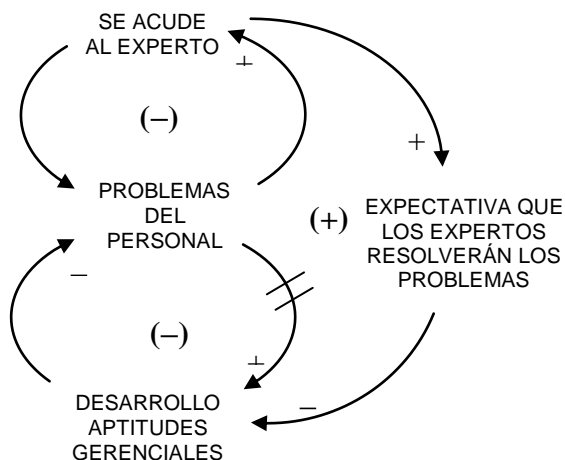 SE ACUDE
AL EXPERTO
+
(–)
+
PROBLEMAS
DEL
PERSONAL
(+)
EXPECTATIVA QUE
LOS EXPERTOS
RESOLVERÁN LOS
PROBLEMAS
–
(–)
+
–
DESARROLLO
APTITUDES
GERENCIALES